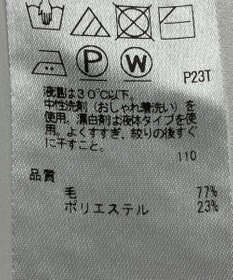 P W
P23T
液温は30℃以下。
中性洗剤(おしゃれ着洗い)を
使用。漂白剤は液体タイプを使
用。よくすすぎ、絞りの後すぐ
に干すこと。
110
品質
毛 77%
ポリエステル 23%